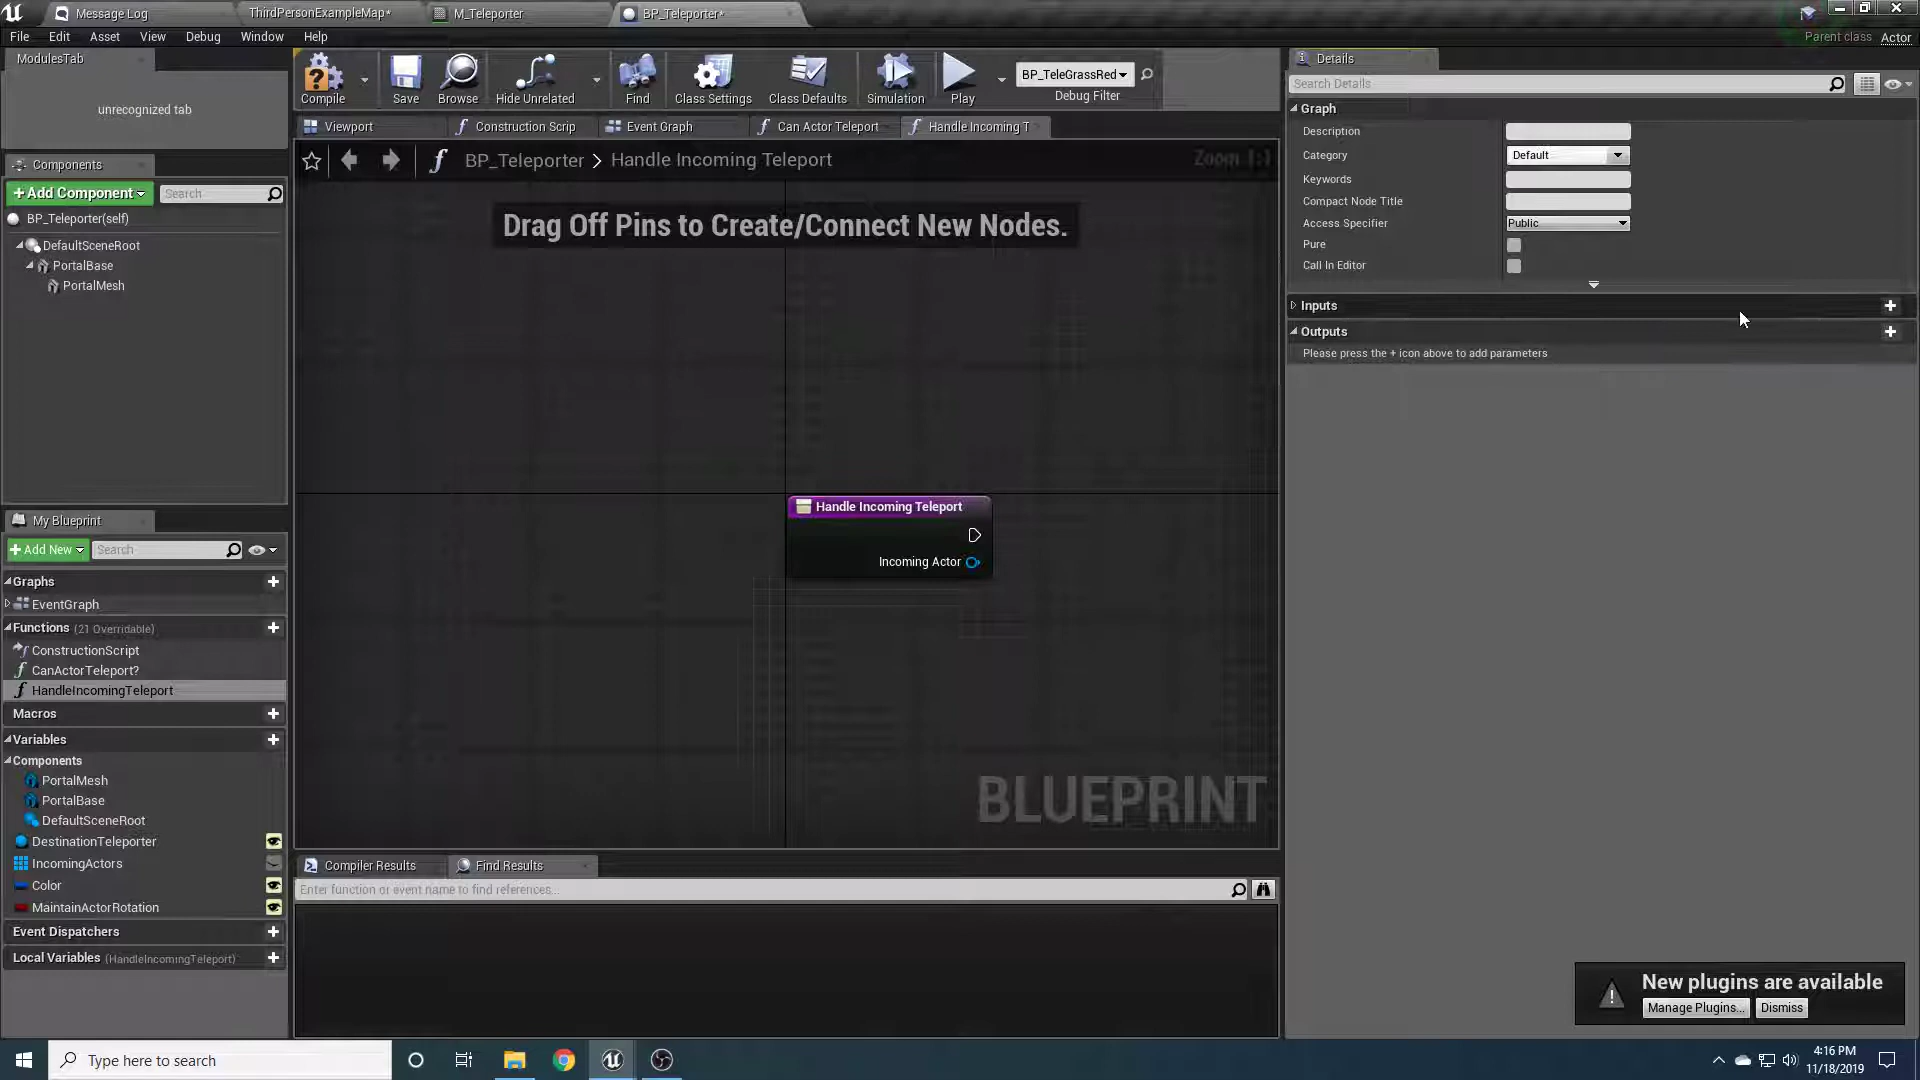 Message Log
ThirdPersonExampleMap*
M_Teleporter
BP_Teleporter*
File Edit Asset View Debug Window Help
Parent class Actor
ModulesTab
unrecognized tab
Components
+ Add Component
Search
BP_Teleporter(self)
DefaultSceneRoot
PortalBase
PortalMesh
Compile Save Browse Hide Unrelated Find Class Settings Class Defaults Simulation Play
BP_TeleGrassRed
Debug Filter
Viewport
Construction Scrip
Event Graph
Can Actor Teleport
Handle Incoming T
BP_Teleporter > Handle Incoming Teleport
Zoom 1:1
Drag Off Pins to Create/Connect New Nodes.
Handle Incoming Teleport
Incoming Actor
BLUEPRINT
My Blueprint
+ Add New
Search
Graphs
EventGraph
Functions (21 Overridable)
ConstructionScript
CanActorTeleport?
HandleIncomingTeleport
Macros
Variables
Components
PortalMesh
PortalBase
DefaultSceneRoot
DestinationTeleporter
IncomingActors
Color
MaintainActorRotation
Event Dispatchers
Local Variables (HandleIncomingTeleport)
Compiler Results
Find Results
Enter function or event name to find references...
Details
Search Details
Graph
Description
Category Default
Keywords
Compact Node Title
Access Specifier Public
Pure
Call In Editor
Inputs
Outputs
Please press the + icon above to add parameters
New plugins are available
Manage Plugins... Dismiss
Type here to search
4:16 PM
11/18/2019